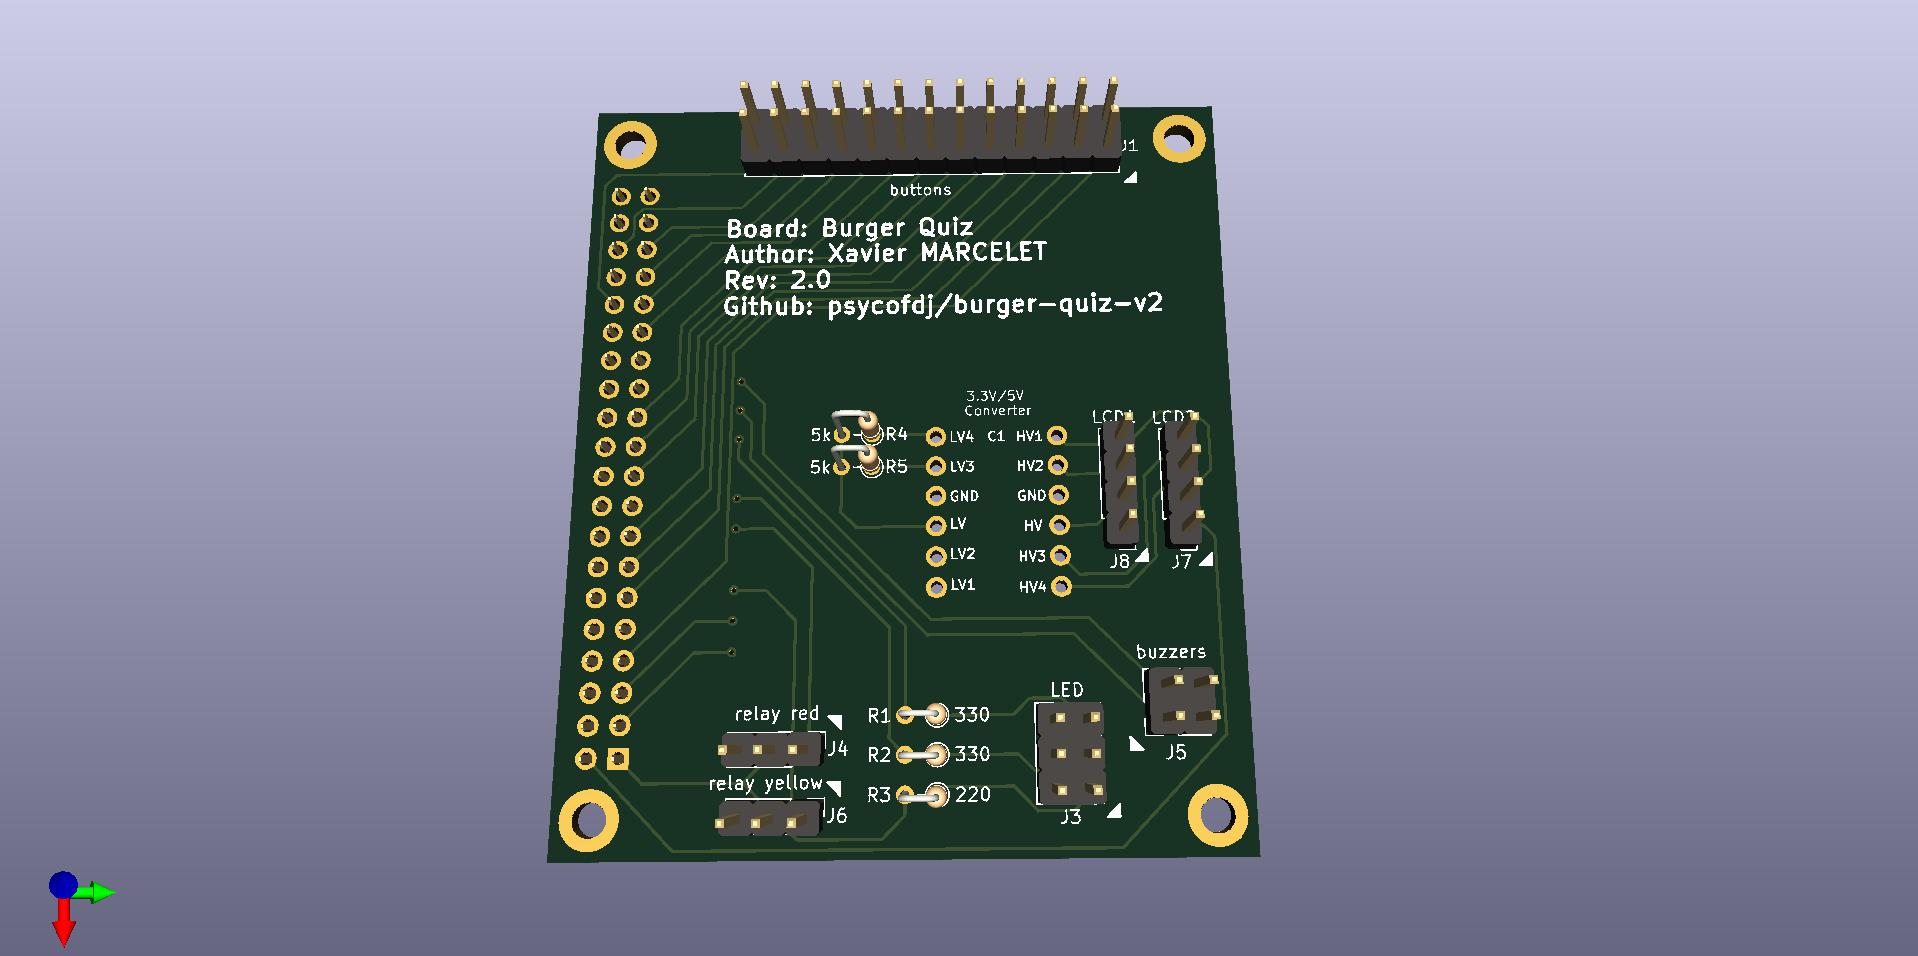 J1
buttons
Board: Burger Quiz
Author: Xavier MARCELET
Rev: 2.0
Github: psycofdj/burger-quiz-v2
3.3V/5V
Converter
5k R4
5k R5
LV4 C1 HV1
LV3 HV2
GND GND
LV HV
LV2 HV3
LV1 HV4
J8 J7
buzzers
J5
LED
J3
relay red
J4
relay yellow
J6
R1 330
R2 330
R3 220